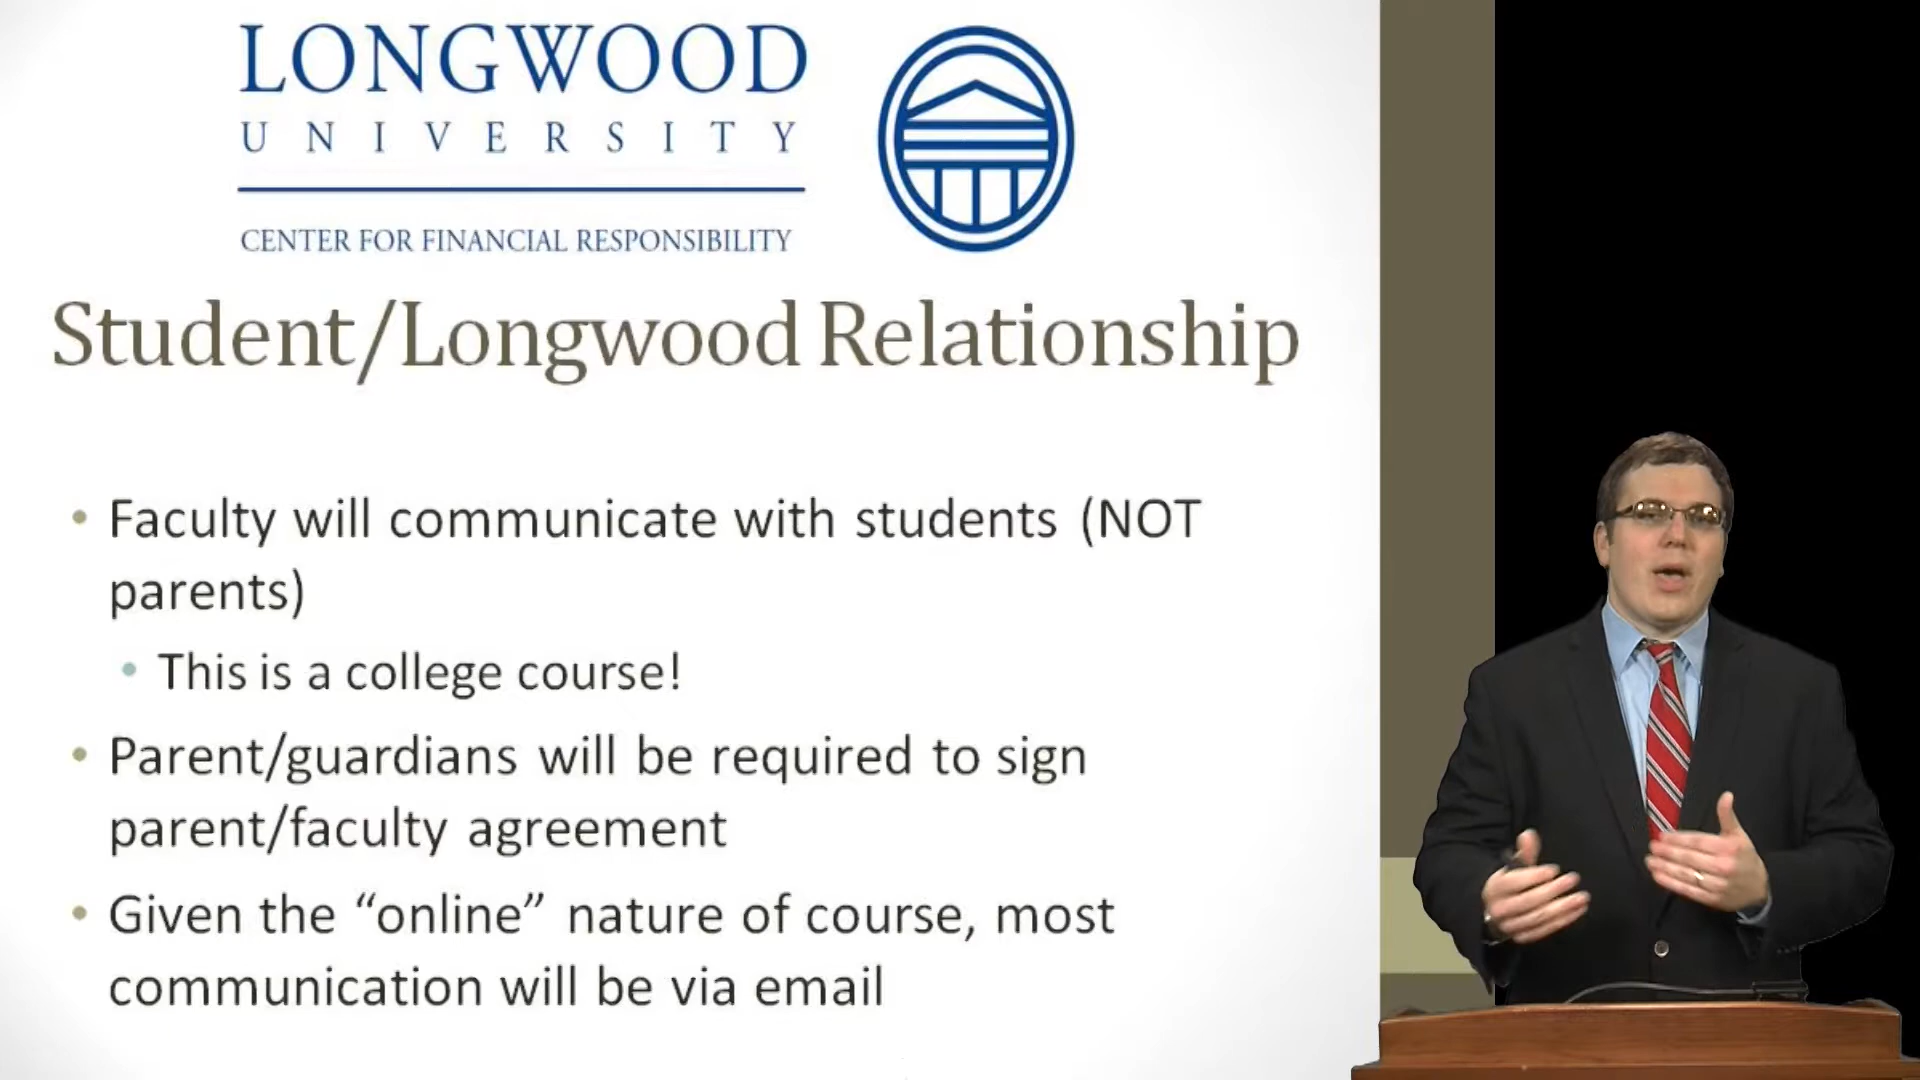 LONGWOOD
UNIVERSITY
CENTER FOR FINANCIAL RESPONSIBILITY
Student/Longwood Relationship
• Faculty will communicate with students (NOT
parents)
• This is a college course!
• Parent/guardians will be required to sign
parent/faculty agreement
• Given the “online” nature of course, most
communication will be via email